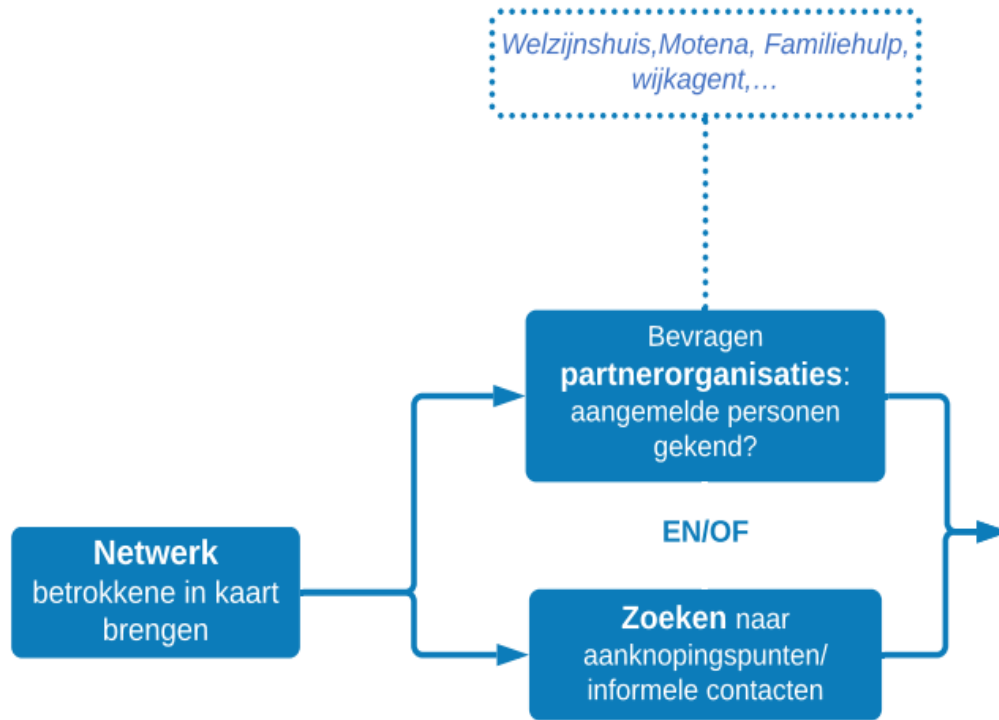 Welzijnshuis,Motena, Familiehulp,
wijkagent,...
Bevragen
partnerorganisaties:
aangemelde personen
gekend?
EN/OF
Netwerk
betrokkene in kaart
brengen
Zoeken naar
aanknopingspunten/
informele contacten